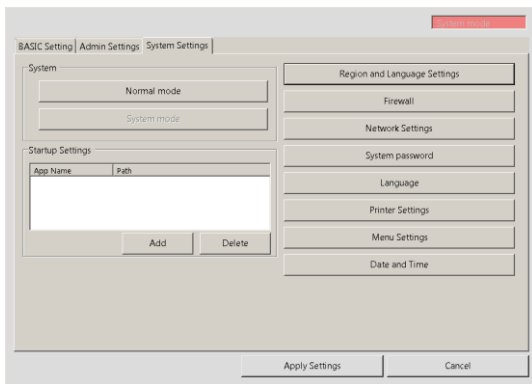 System mode
BASIC Setting
Admin Settings
System Settings
System
Normal mode
System mode
Startup Settings
App Name
Path
Add
Delete
Region and Language Settings
Firewall
Network Settings
System password
Language
Printer Settings
Menu Settings
Date and Time
Apply Settings
Cancel